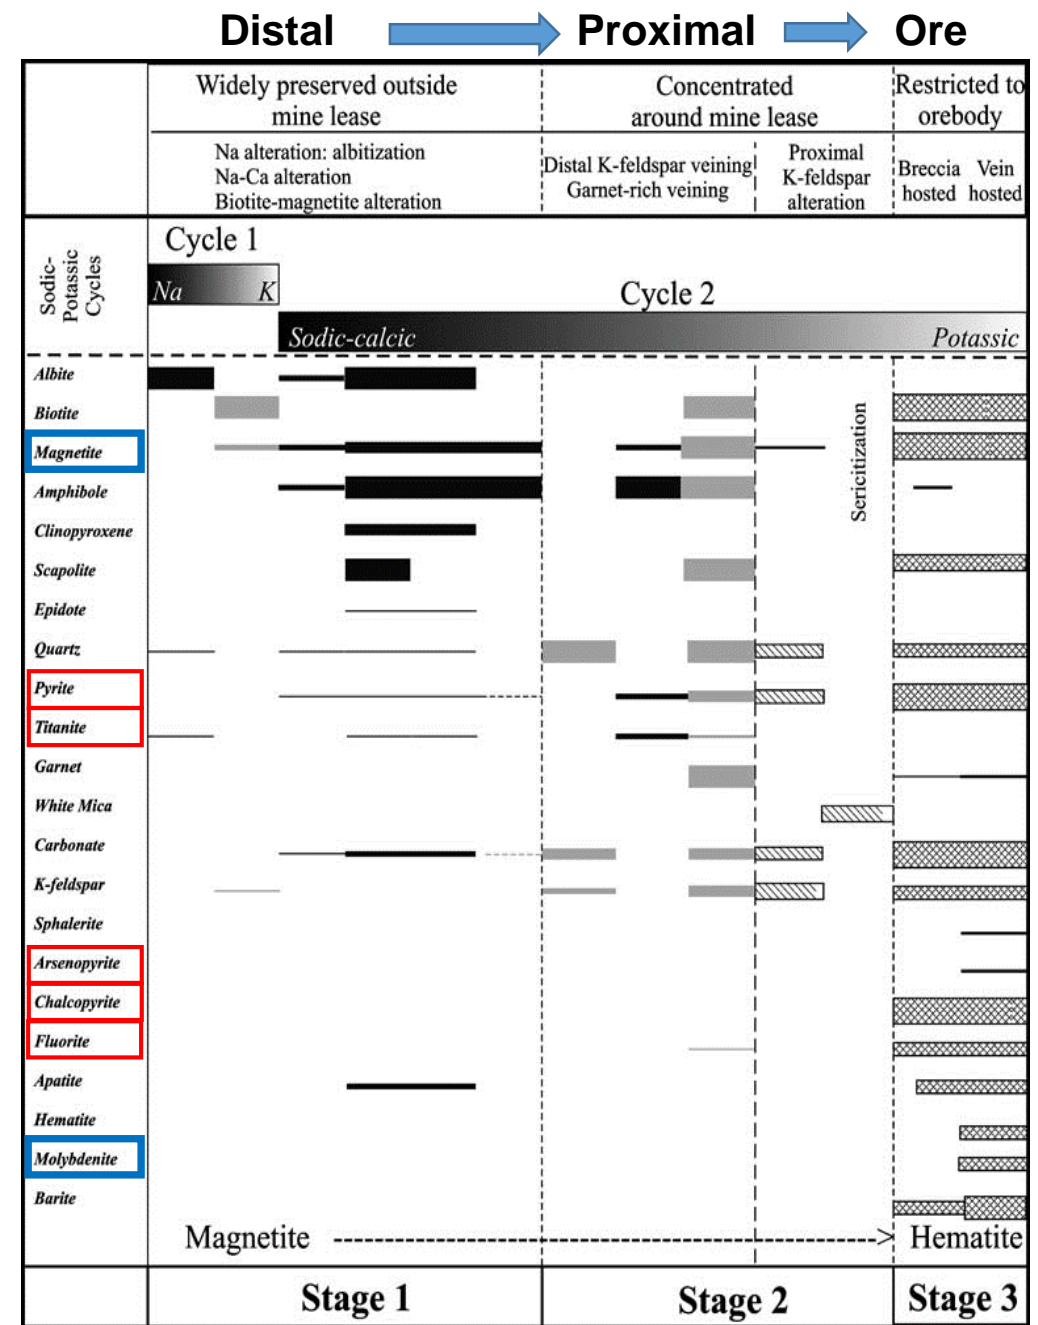 Distal Proximal Ore
Widely preserved outside
mine lease
Concentrated
around mine lease
Restricted to
orebody
Na alteration: albitization
Na-Ca alteration
Biotite-magnetite alteration
Distal K-feldspar veining
Garnet-rich veining
Proximal
K-feldspar
alteration
Breccia
hosted
Vein
hosted
Sodic-
Potassic
Cycles
Cycle 1
Na K
Cycle 2
Sodic-calcic Potassic
Albite
Biotite
Magnetite
Amphibole
Clinopyroxene
Scapolite
Epidote
Quartz
Pyrite
Titanite
Garnet
White Mica
Carbonate
K-feldspar
Sphalerite
Arsenopyrite
Chalcopyrite
Fluorite
Apatite
Hematite
Molybdenite
Barite
Sericitization
Magnetite Hematite
Stage 1 Stage 2 Stage 3